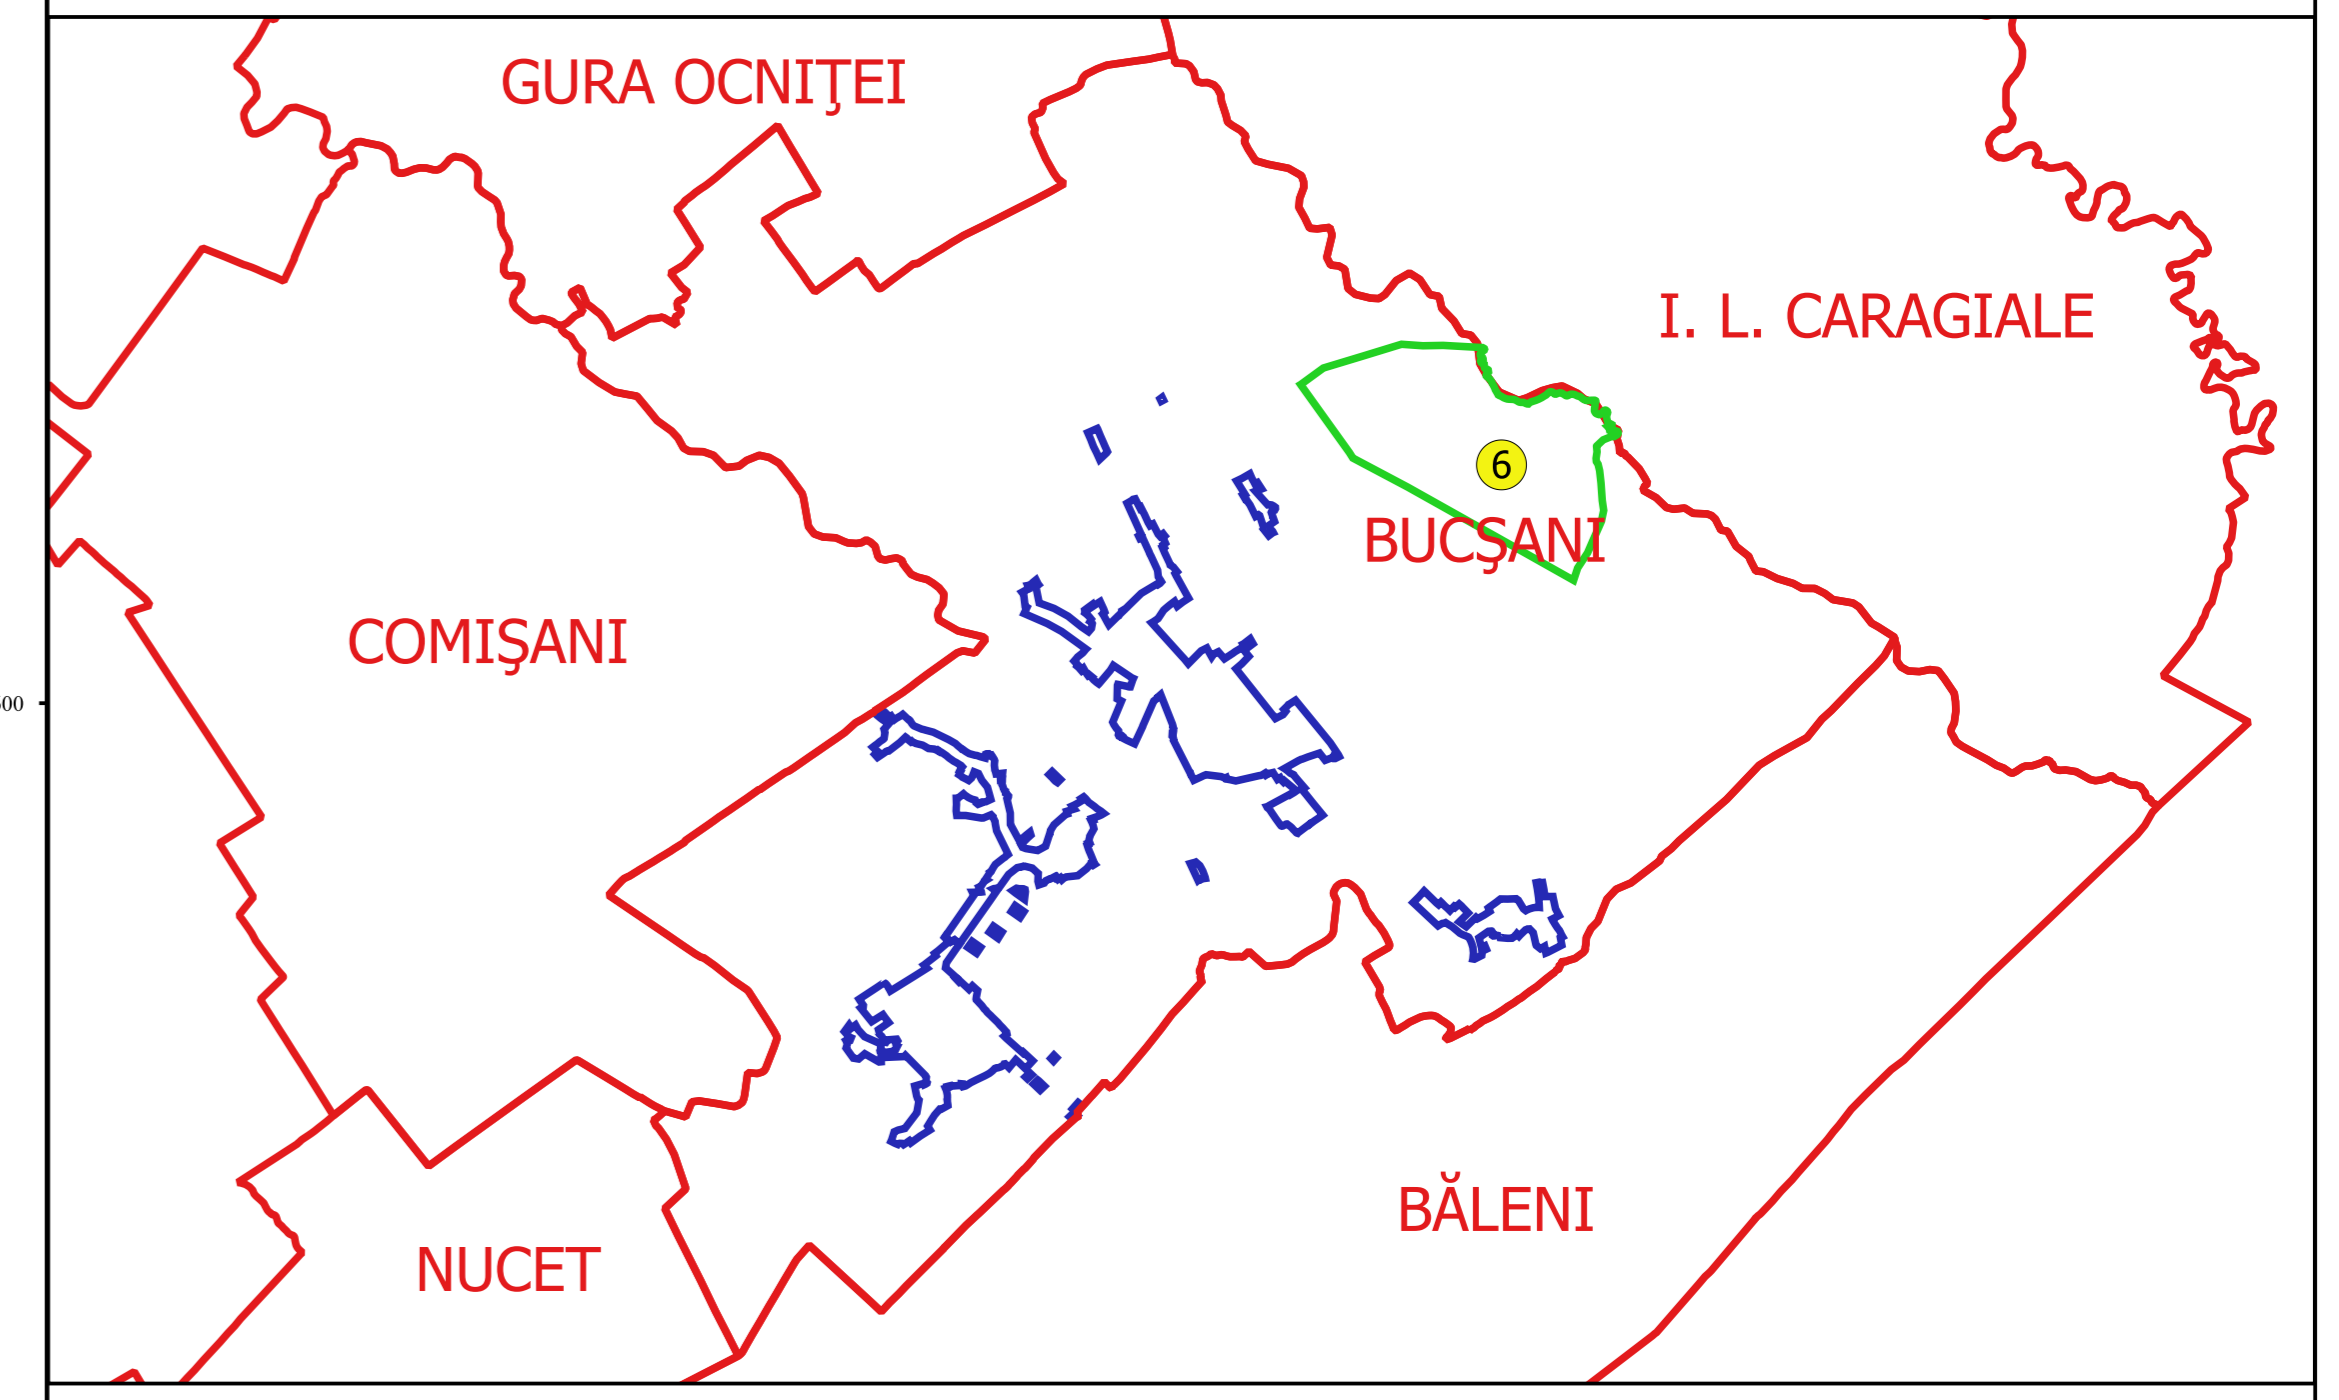 GURA OCNIŢEI
I. L. CARAGIALE
6
BUCŞANI
COMIŞANI
BĂLENI
NUCET